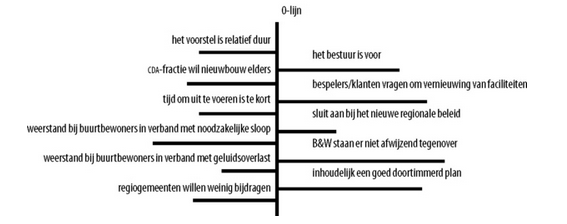 0-lijn
het voorstel is relatief duur
het bestuur is voor
CDA-fractie wil nieuwbouw elders
bespelers/klanten vragen om vernieuwing van faciliteiten
tijd om uit te voeren is te kort
sluit aan bij het nieuwe regionale beleid
weerstand bij buurtbewoners in verband met noodzakelijke sloop
B&W staan er niet afwijzend tegenover
weerstand bij buurtbewoners in verband met geluidsoverlast
inhoudelijk een goed doortimmerd plan
regiogemeenten willen weinig bijdragen